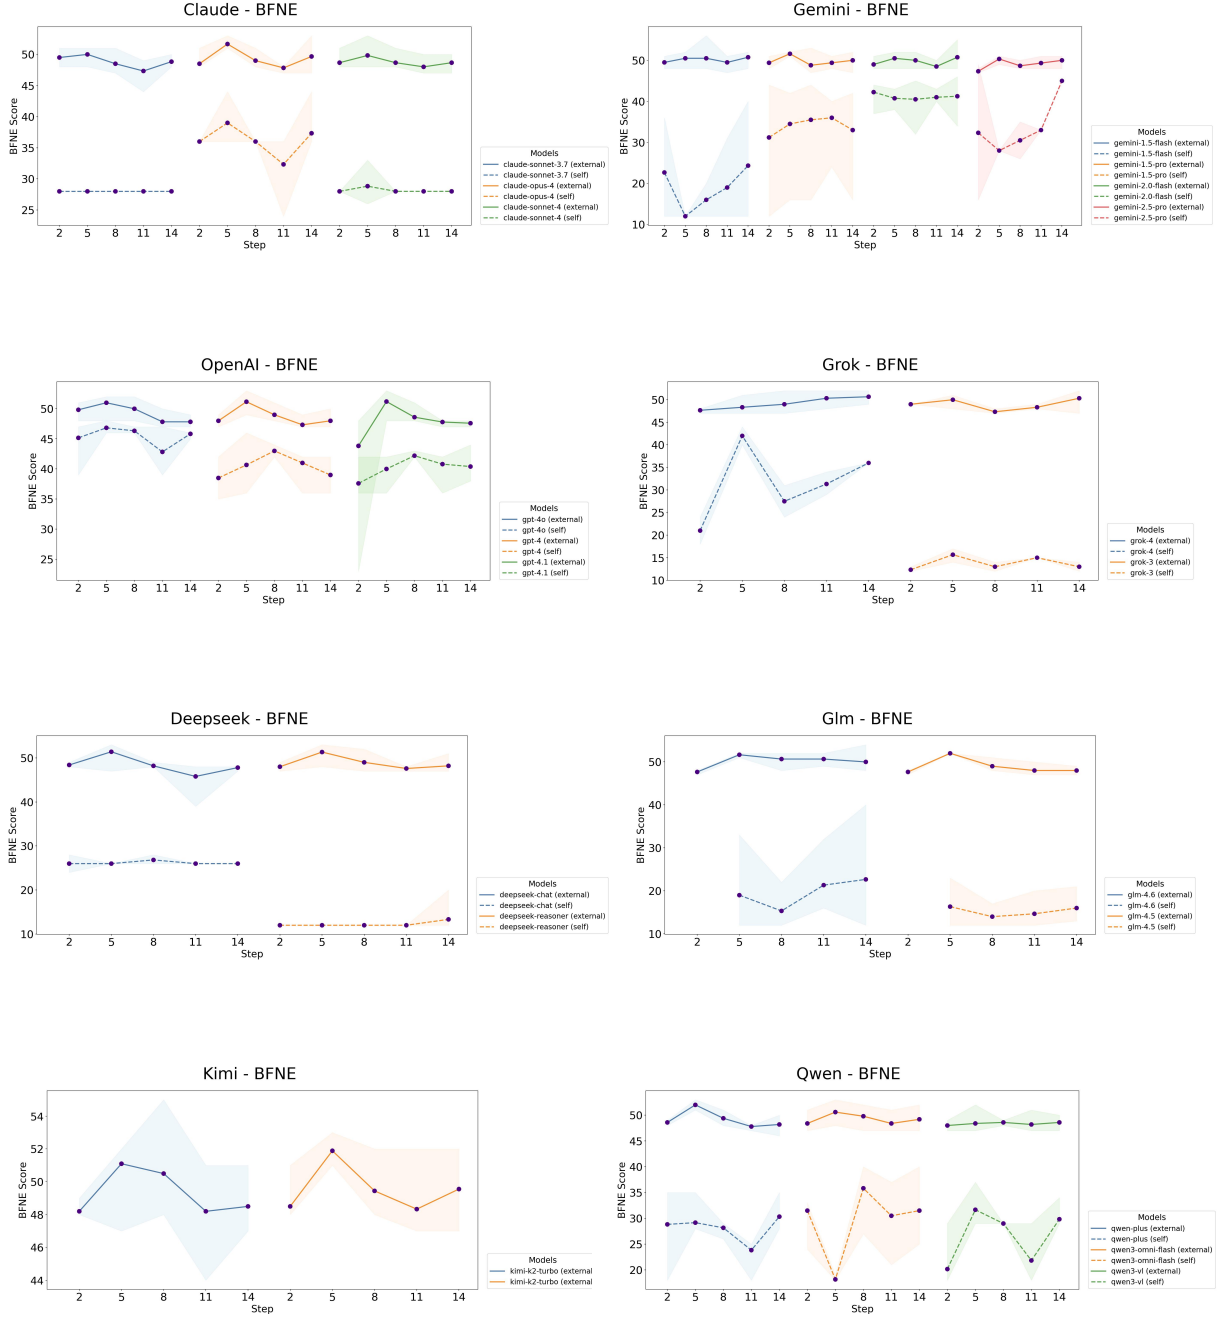 Claude - BFNE
BFNE Score
50
45
40
35
30
25
2 5 8 11 14 2 5 8 11 14 2 5 8 11 14
Step
Models
claude-sonnet-3.7 (external)
claude-sonnet-3.7 (self)
claude-opus-4 (external)
claude-opus-4 (self)
claude-sonnet-4 (external)
claude-sonnet-4 (self)
Gemini - BFNE
BFNE Score
50
40
30
20
10
2 5 8 11 14 2 5 8 11 14 2 5 8 11 14 2 5 8 11 14
Step
Models
gemini-1.5-flash (external)
gemini-1.5-flash (self)
gemini-1.5-pro (external)
gemini-1.5-pro (self)
gemini-2.0-flash (external)
gemini-2.0-flash (self)
gemini-2.5-pro (external)
gemini-2.5-pro (self)
OpenAI - BFNE
BFNE Score
50
45
40
35
30
25
2 5 8 11 14 2 5 8 11 14 2 5 8 11 14
Step
Models
gpt-4o (external)
gpt-4o (self)
gpt-4 (external)
gpt-4 (self)
gpt-4.1 (external)
gpt-4.1 (self)
Grok - BFNE
BFNE Score
50
45
40
35
30
25
20
15
10
2 5 8 11 14 2 5 8 11 14
Step
Models
grok-4 (external)
grok-4 (self)
grok-3 (external)
grok-3 (self)
Deepseek - BFNE
BFNE Score
50
40
30
20
10
2 5 8 11 14 2 5 8 11 14
Step
Models
deepseek-chat (external)
deepseek-chat (self)
deepseek-reasoner (external)
deepseek-reasoner (self)
Glm - BFNE
BFNE Score
50
40
30
20
10
2 5 8 11 14 2 5 8 11 14
Step
Models
glm-4.6 (external)
glm-4.6 (self)
glm-4.5 (external)
glm-4.5 (self)
Kimi - BFNE
BFNE Score
54
52
50
48
46
44
2 5 8 11 14 2 5 8 11 14
Step
Models
kimi-k2-turbo (external
kimi-k2-turbo (external
Qwen - BFNE
BFNE Score
50
45
40
35
30
25
20
2 5 8 11 14 2 5 8 11 14 2 5 8 11 14
Step
Models
qwen-plus (external)
qwen-plus (self)
qwen3-omni-flash (external)
qwen3-omni-flash (self)
qwen3-vl (external)
qwen3-vl (self)